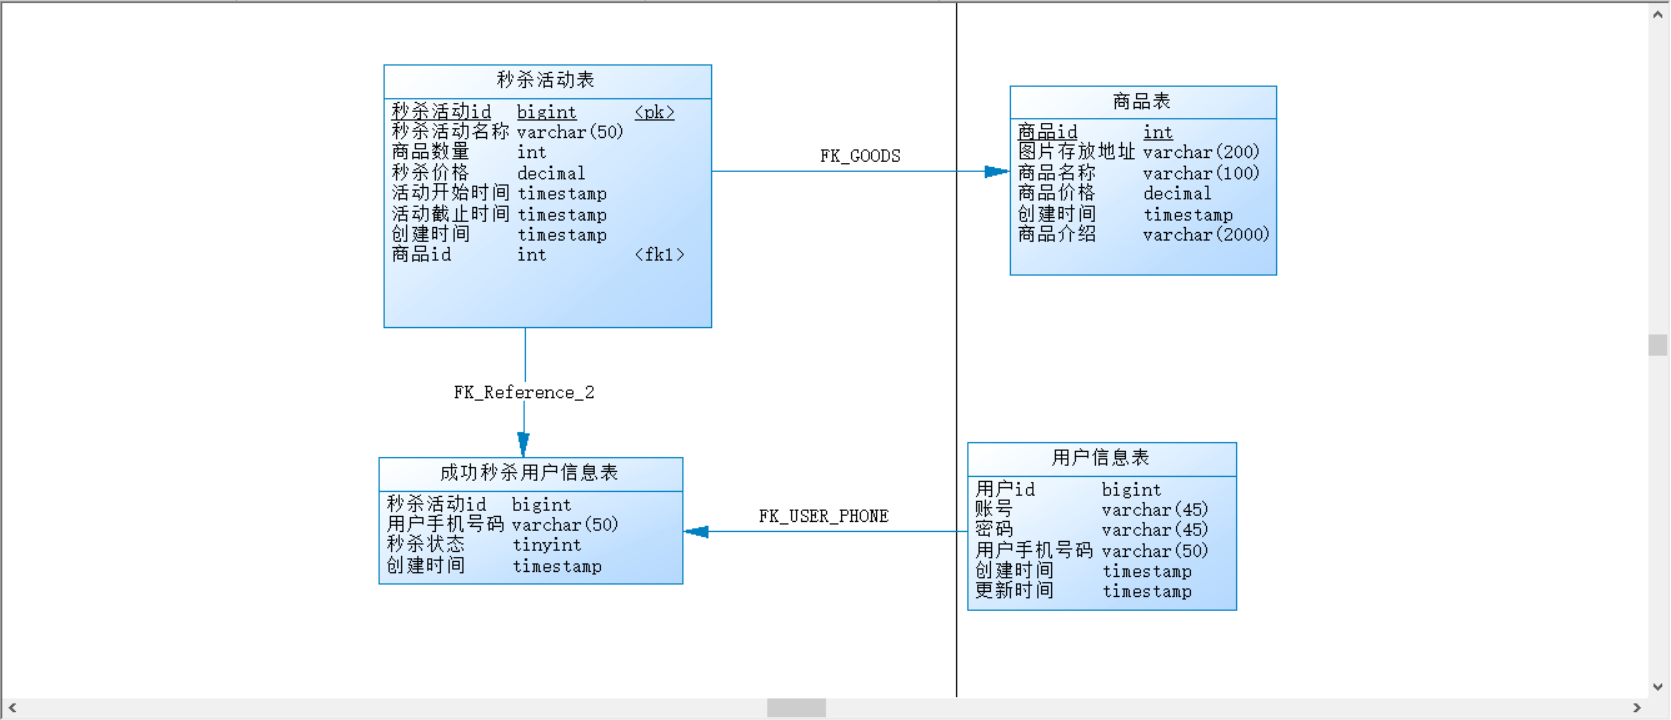 秒杀活动表
秒杀活动id bigint <pk>
秒杀活动名称 varchar(50)
商品数量 int
秒杀价格 decimal
活动开始时间 timestamp
活动截止时间 timestamp
创建时间 timestamp
商品id int <fk1>
FK_GOODS
商品表
商品id int
图片存放地址 varchar(200)
商品名称 varchar(100)
商品价格 decimal
创建时间 timestamp
商品介绍 varchar(2000)
FK_Reference_2
成功秒杀用户信息表
秒杀活动id bigint
用户手机号码 varchar(50)
秒杀状态 tinyint
创建时间 timestamp
FK_USER_PHONE
用户信息表
用户id bigint
账号 varchar(45)
密码 varchar(45)
用户手机号码 varchar(50)
创建时间 timestamp
更新时间 timestamp